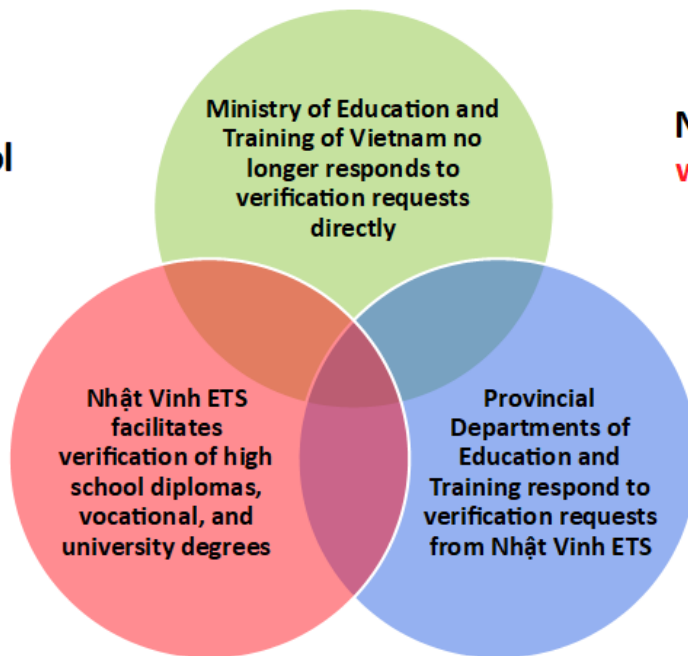 Ministry of Education and
Training of Vietnam no
longer responds to
verification requests
directly
Nhật Vinh ETS
facilitates
verification of high
school diplomas,
vocational, and
university degrees
Provincial
Departments of
Education and
Training respond to
verification requests
from Nhật Vinh ETS